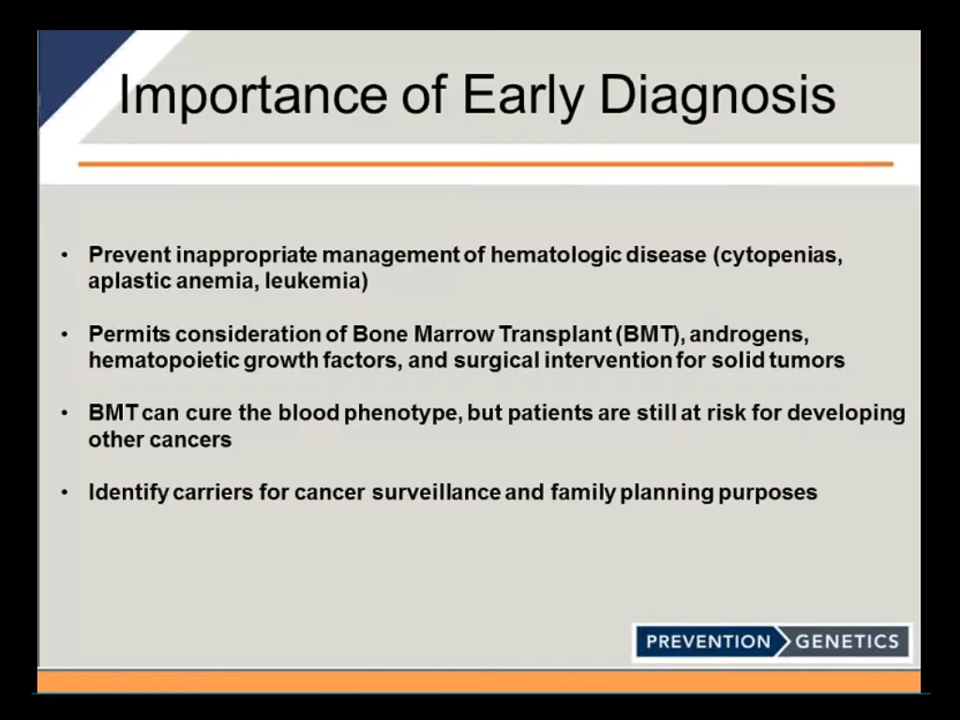 Importance of Early Diagnosis
• Prevent inappropriate management of hematologic disease (cytopenias,
aplastic anemia, leukemia)
• Permits consideration of Bone Marrow Transplant (BMT), androgens,
hematopoietic growth factors, and surgical intervention for solid tumors
• BMT can cure the blood phenotype, but patients are still at risk for developing
other cancers
• Identify carriers for cancer surveillance and family planning purposes
PREVENTION GENETICS